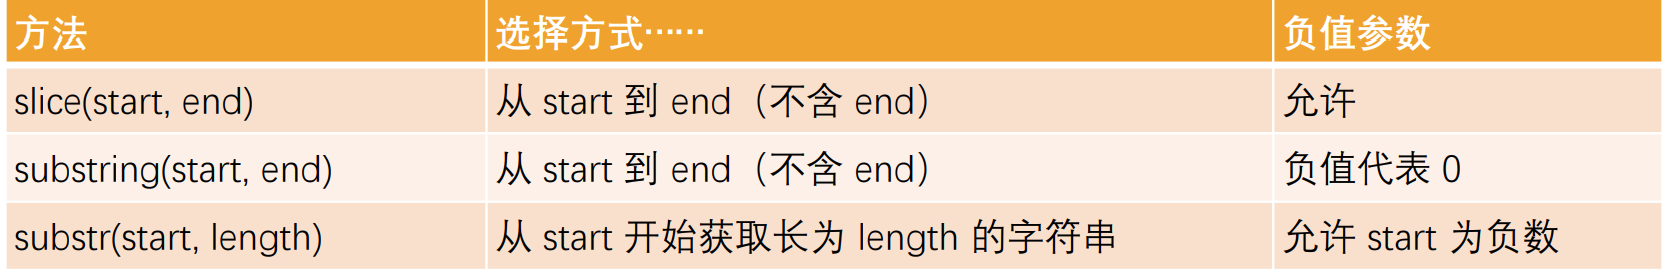 方法 选择方式…… 负值参数
slice(start, end) 从 start 到 end（不含 end） 允许
substring(start, end) 从 start 到 end（不含 end） 负值代表 0
substr(start, length) 从 start 开始获取长为 length 的字符串 允许 start 为负数